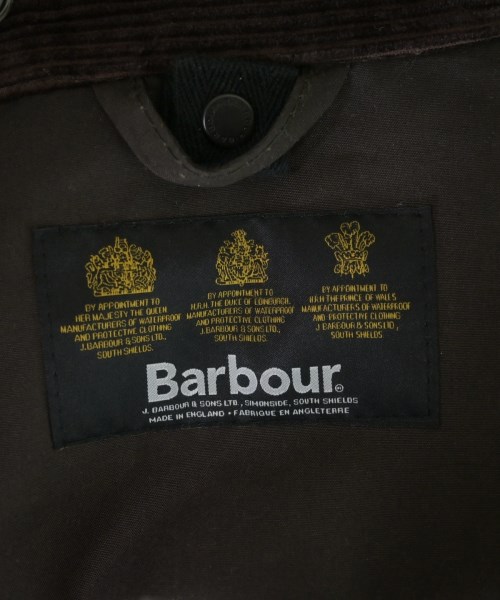 BY APPOINTMENT TO
HER MAJESTY THE QUEEN
MANUFACTURERS OF WATERPROOF
AND PROTECTIVE CLOTHING
J. BARBOUR & SONS LTD.
SOUTH SHIELDS.
BY APPOINTMENT TO
H.R.H. THE DUKE OF EDINBURGH.
MANUFACTURERS OF WATERPROOF
AND PROTECTIVE CLOTHING
J. BARBOUR & SONS LTD.,
SOUTH SHIELDS.
BY APPOINTMENT TO
H.R.H THE PRINCE OF WALES
MANUFACTURERS OF WATERPROOF
AND PROTECTIVE CLOTHING
J. BARBOUR & SONS LTD.,
SOUTH SHIELDS.
Barbour®
J. BARBOUR & SONS LTD., SIMONSIDE, SOUTH SHIELDS
MADE IN ENGLAND • FABRIQUE EN ANGLETERRE